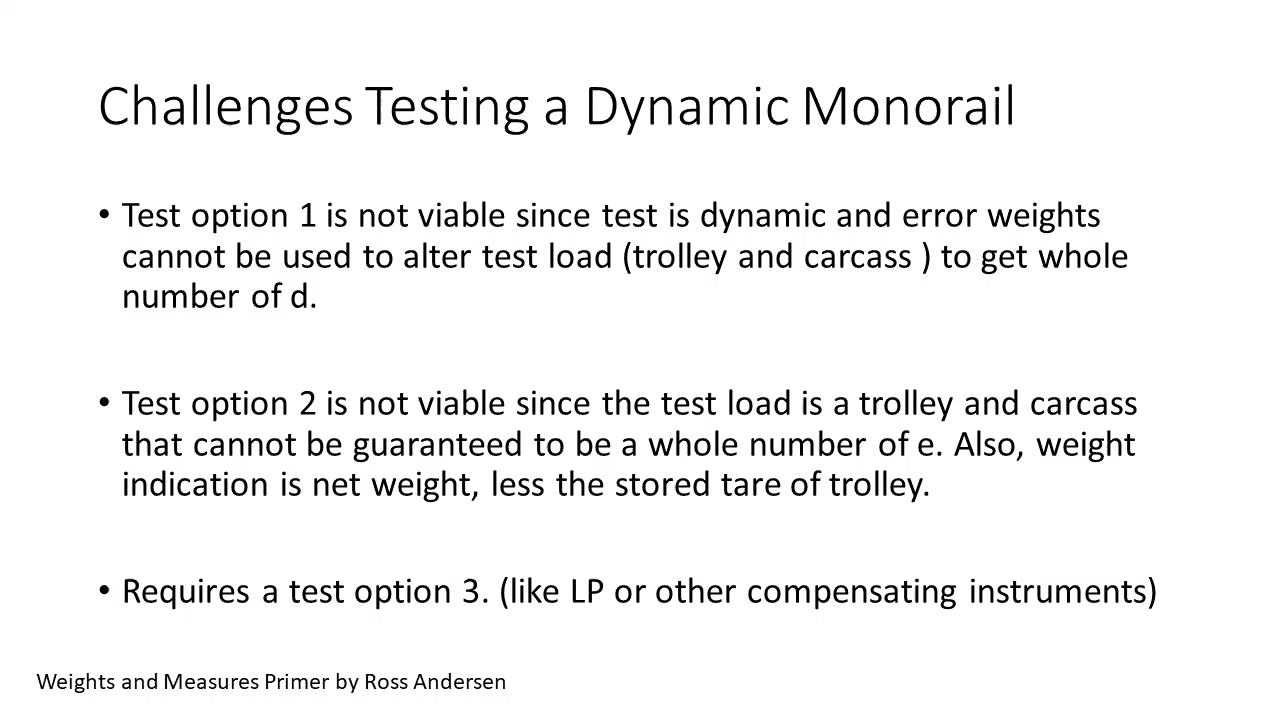 Challenges Testing a Dynamic Monorail
• Test option 1 is not viable since test is dynamic and error weights
cannot be used to alter test load (trolley and carcass ) to get whole
number of d.
• Test option 2 is not viable since the test load is a trolley and carcass
that cannot be guaranteed to be a whole number of e. Also, weight
indication is net weight, less the stored tare of trolley.
• Requires a test option 3. (like LP or other compensating instruments)
Weights and Measures Primer by Ross Andersen